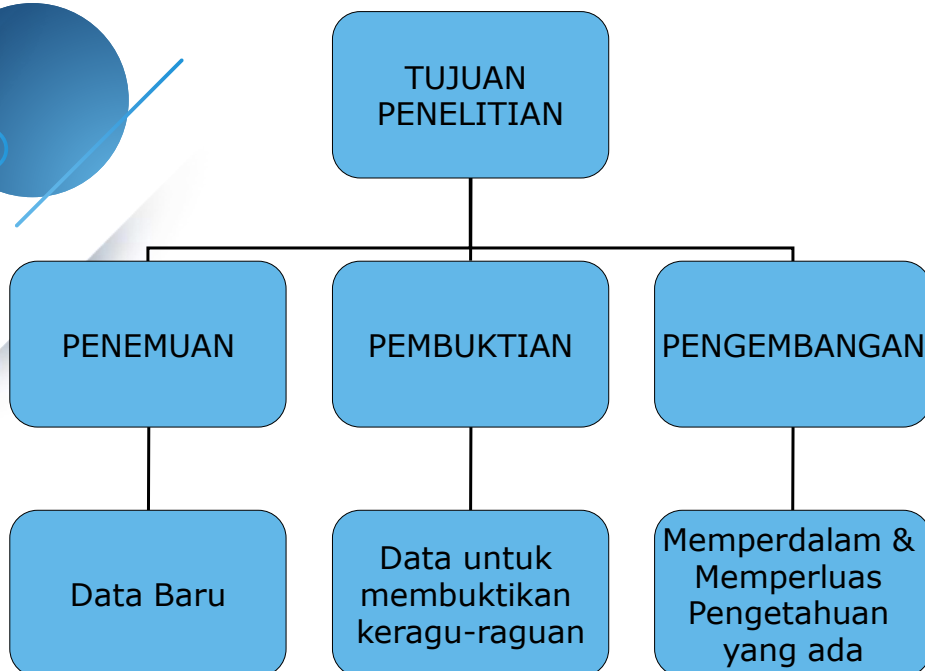 TUJUAN
PENELITIAN
PENEMUAN
PEMBUKTIAN
PENGEMBANGAN
Data Baru
Data untuk
membuktikan
keragu-raguan
Memperdalam &
Memperluas
Pengetahuan
yang ada